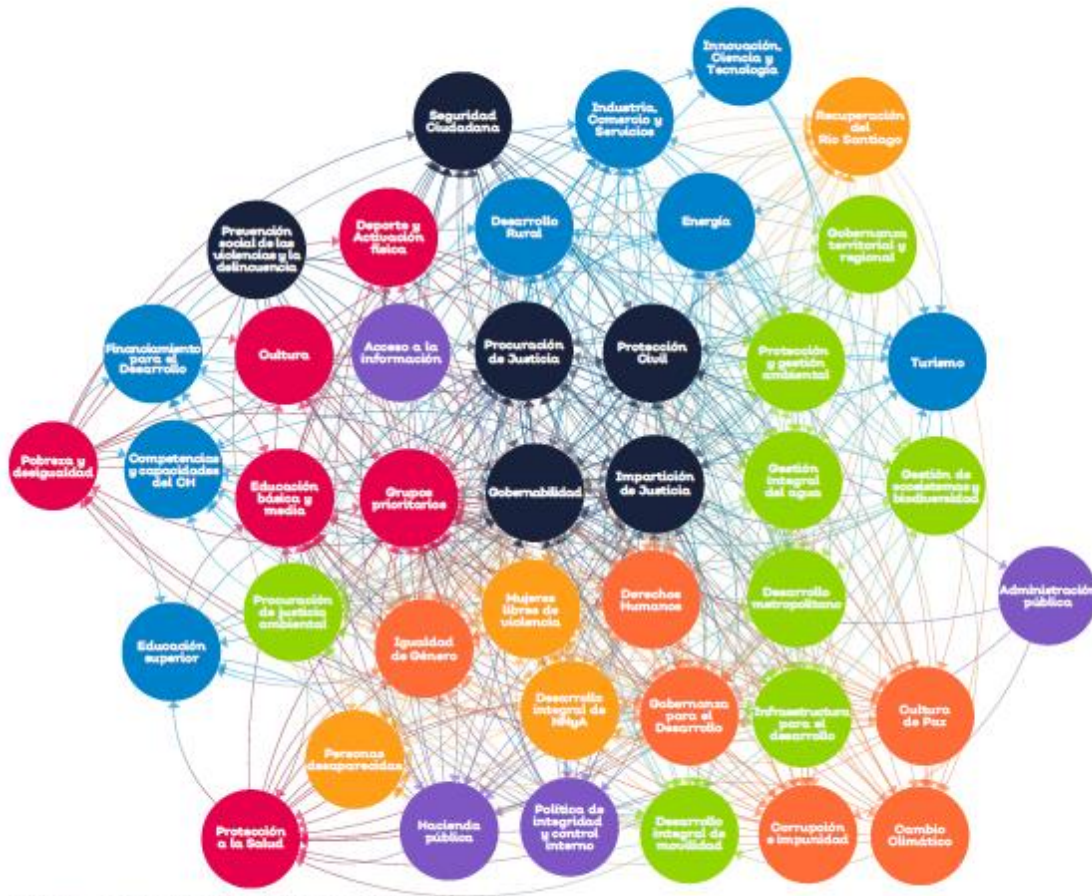 Innovación,
Ciencia y
Tecnología
Seguridad
Ciudadana
Industria,
Comercio y
Servicios
Recuperación
del
Río Santiago
Prevención
social de las
violencias y la
delincuencia
Deporte y
Activación
física
Desarrollo
Rural
Energía
Gobernanza
territorial y
regional
Financiamiento
para el
Desarrollo
Cultura
Acceso a la
información
Procuración
de Justicia
Protección
Civil
Protección
y gestión
ambiental
Turismo
Pobreza y
desigualdad
Competencias
y capacidades
del CH
Educación
básica y
media
Grupos
prioritarios
Gobernabilidad
Impartición
de Justicia
Gestión
integral
del agua
Gestión de
ecosistemas y
biodiversidad
Procuración
de justicia
ambiental
Mujeres
libres de
violencia
Derechos
Humanos
Desarrollo
metropolitano
Administración
pública
Educación
superior
Igualdad
de Género
Desarrollo
integral de
NNyA
Gobernanza
para el
Desarrollo
Infraestructura
para el
desarrollo
Cultura
de Paz
Personas
desaparecidas
Protección
a la Salud
Hacienda
pública
Política de
integridad
y control
interno
Desarrollo
integral de
movilidad
Corrupción
e impunidad
Cambio
Climático